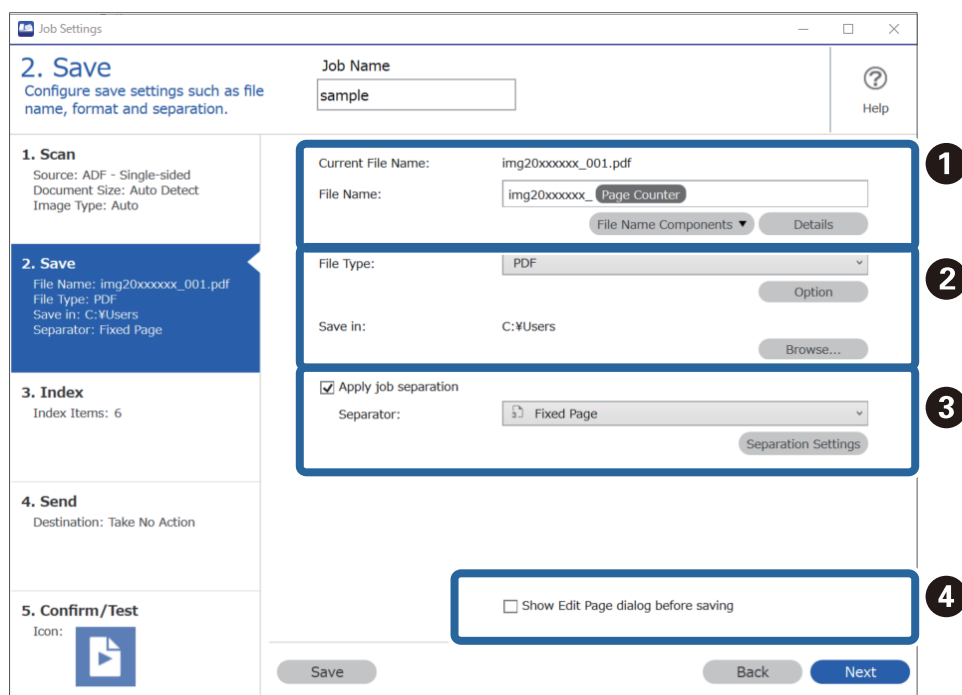 Job Settings
2. Save
Configure save settings such as file
name, format and separation.
Job Name
sample
Help
1. Scan
Source: ADF - Single-sided
Document Size: Auto Detect
Image Type: Auto
2. Save
File Name: img20xxxxxx_001.pdf
File Type: PDF
Save in: C:¥Users
Separator: Fixed Page
3. Index
Index Items: 6
4. Send
Destination: Take No Action
5. Confirm/Test
Icon:
Current File Name: img20xxxxxx_001.pdf
File Name: img20xxxxxx_ Page Counter
File Name Components ▼ Details
1
File Type: PDF
Option
Save in: C:¥Users
Browse...
2
Apply job separation
Separator: Fixed Page
Separation Settings
3
Show Edit Page dialog before saving
4
Save Back Next